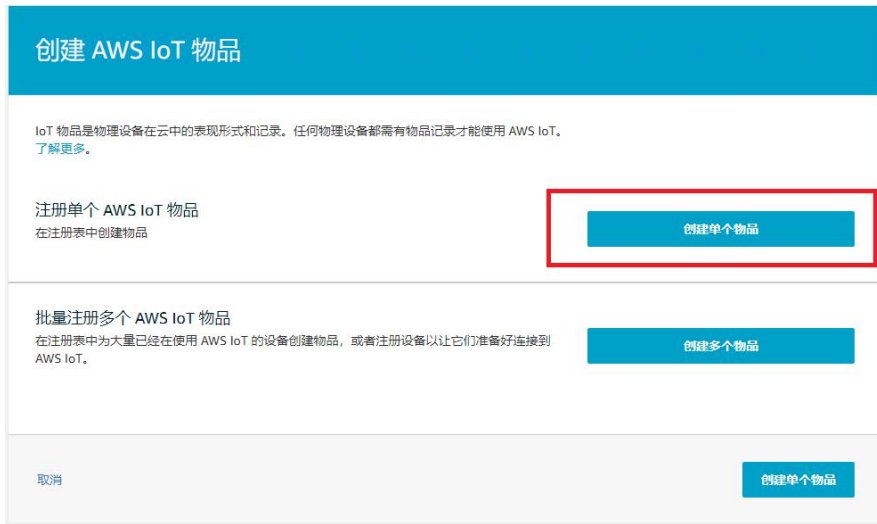 创建 AWS IoT 物品
IoT 物品是物理设备在云中的表现形式和记录。任何物理设备都需有物品记录才能使用 AWS IoT。
了解更多。
注册单个 AWS IoT 物品
在注册表中创建物品
创建单个物品
批量注册多个 AWS IoT 物品
在注册表中为大量已经在使用 AWS IoT 的设备创建物品，或者注册设备以让它们准备好连接到
AWS IoT。
创建多个物品
取消
创建单个物品